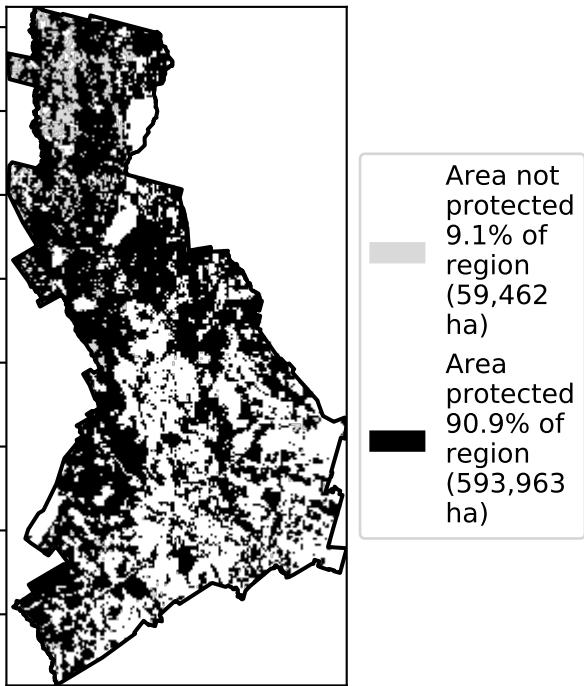 Area not
protected
9.1% of
region
(59,462
ha)
Area
protected
90.9% of
region
(593,963
ha)